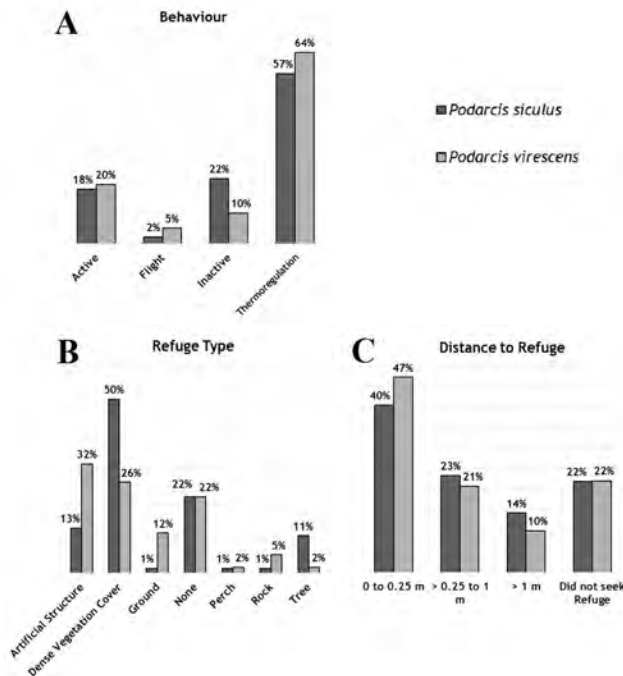 A
Behaviour
64%
57%
18%
20%
2%
5%
22%
10%
Active
Flight
Inactive
Thermoregulation
Podarcis siculus
Podarcis virescens
B
Refuge Type
50%
32%
26%
13%
1%
12%
22%
22%
1%
2%
1%
5%
11%
2%
Artificial Structure
Dense Vegetation Cover
Ground
None
Perch
Rock
Tree
C
Distance to Refuge
40%
47%
23%
21%
14%
10%
22%
22%
0 to 0.25 m
> 0.25 to 1
m
> 1 m
Did not seek
Refuge